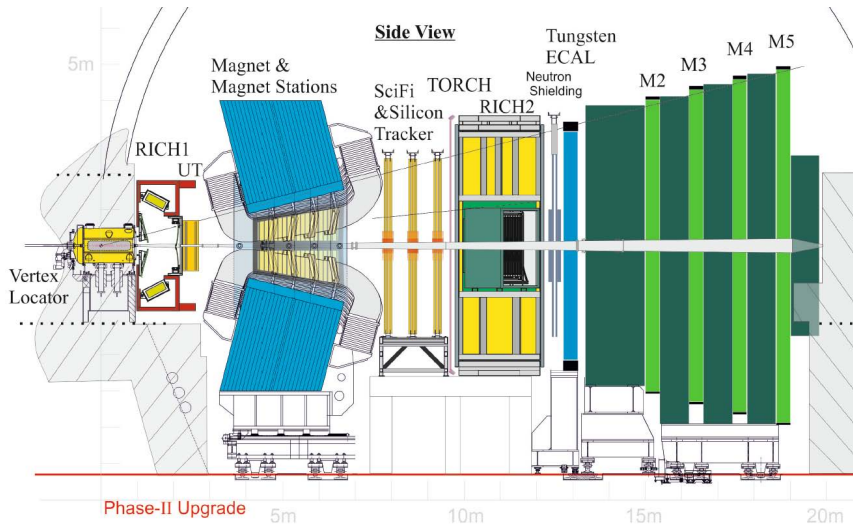 Side View
5m
Magnet &
Magnet Stations
SciFi
&Silicon
Tracker
TORCH
RICH2
Tungsten
ECAL
Neutron
Shielding
M2
M3
M4
M5
RICH1
UT
Vertex
Locator
Phase-II Upgrade
5m
10m
15m
20m